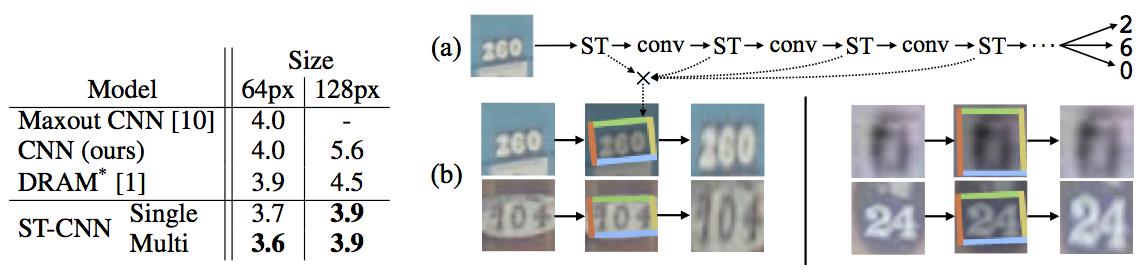 Size
Model 64px 128px
Maxout CNN [10] 4.0 -
CNN (ours) 4.0 5.6
DRAM* [1] 3.9 4.5
ST-CNN Single 3.7 3.9
Multi 3.6 3.9
(a) 260 ST conv ST conv ST conv ST ··· 2 6 0
×
(b)
260 260 260
104 104 104
24 24 24